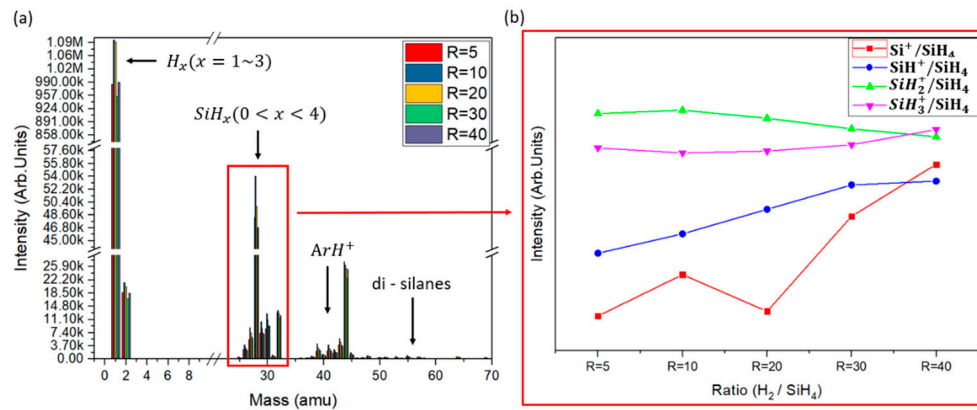 (a)
1.09M
1.06M
1.02M
990.00k
957.00k
924.00k
891.00k
858.00k
57.60k
55.80k
54.00k
52.20k
50.40k
48.60k
46.80k
45.00k
25.90k
22.20k
18.50k
14.80k
11.10k
7.40k
3.70k
0.00
Intensity (Arb.Units)
H_x(x = 1~3)
SiH_x(0 < x < 4)
ArH⁺
di - silanes
R=5
R=10
R=20
R=30
R=40
0 2 4 6 8 30 40 50 60 70
Mass (amu)
(b)
Intensity (Arb.Units)
Si⁺/SiH₄
SiH⁺/SiH₄
SiH₂⁺/SiH₄
SiH₃⁺/SiH₄
R=5 R=10 R=20 R=30 R=40
Ratio (H₂ / SiH₄)